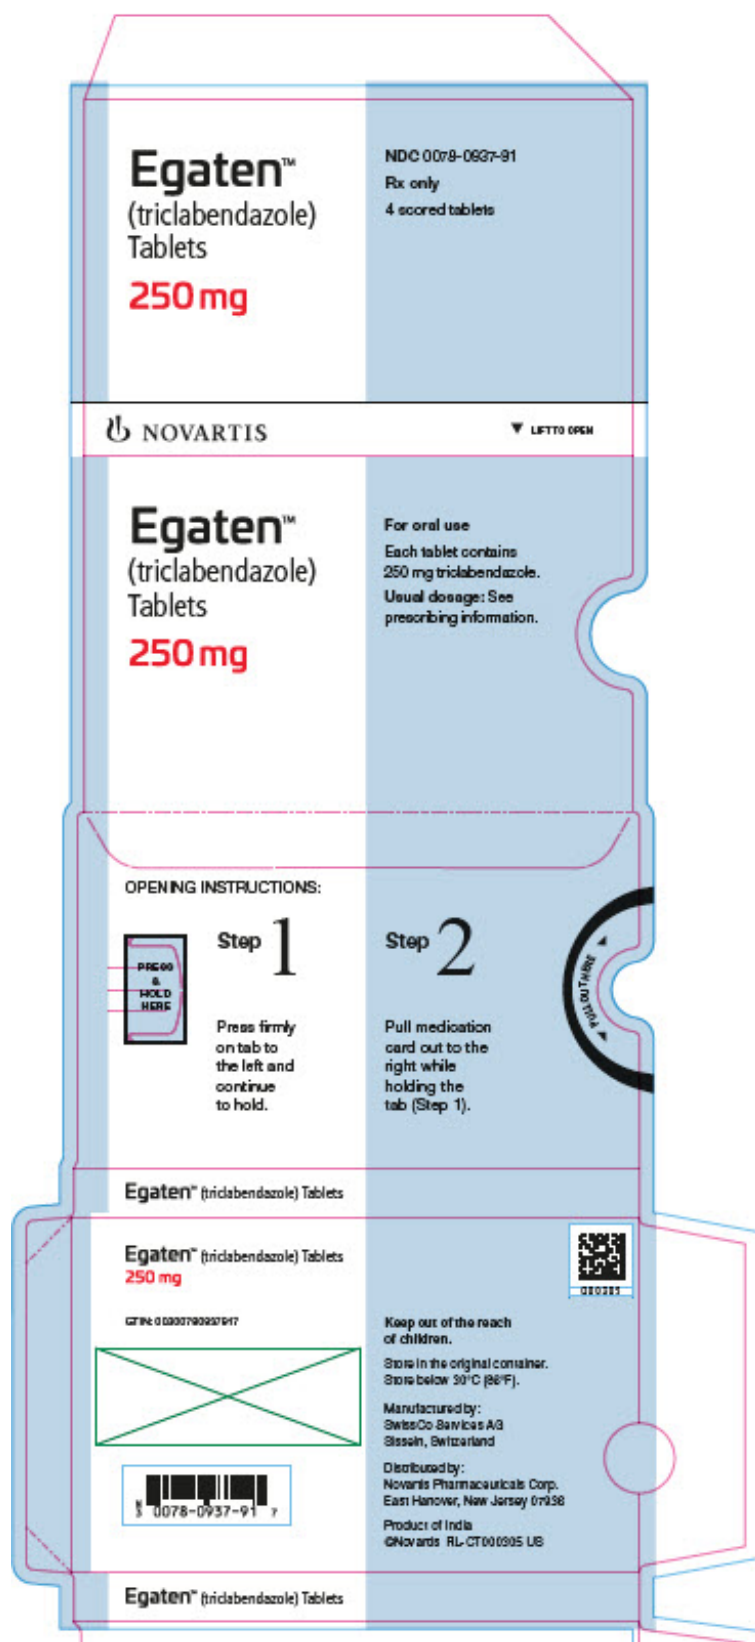 Egaten™
(triclabendazole)
Tablets
250 mg
NDC 0078-0937-91
Rx only
4 scored tablets
NOVARTIS
▼ LIFT TO OPEN
Egaten™
(triclabendazole)
Tablets
250 mg
For oral use
Each tablet contains
250 mg triclabendazole.
Usual dosage: See
prescribing information.
OPENING INSTRUCTIONS:
PRESS
&
HOLD
HERE
Step 1
Press firmly
on tab to
the left and
continue
to hold.
Step 2
Pull medication
card out to the
right while
holding the
tab (Step 1).
◀ PULL OUT HERE ▶
Egaten™ (triclabendazole) Tablets
Egaten™ (triclabendazole) Tablets
250 mg
GTIN: 00300780937917
Keep out of the reach
of children.
Store in the original container.
Store below 30°C (86°F).
Manufactured by:
SwissCo Services AG
Sisseln, Switzerland
Distributed by:
Novartis Pharmaceuticals Corp.
East Hanover, New Jersey 07936
Product of India
©Novartis RL-CT000305 US
0078-0937-91 7
Egaten™ (triclabendazole) Tablets